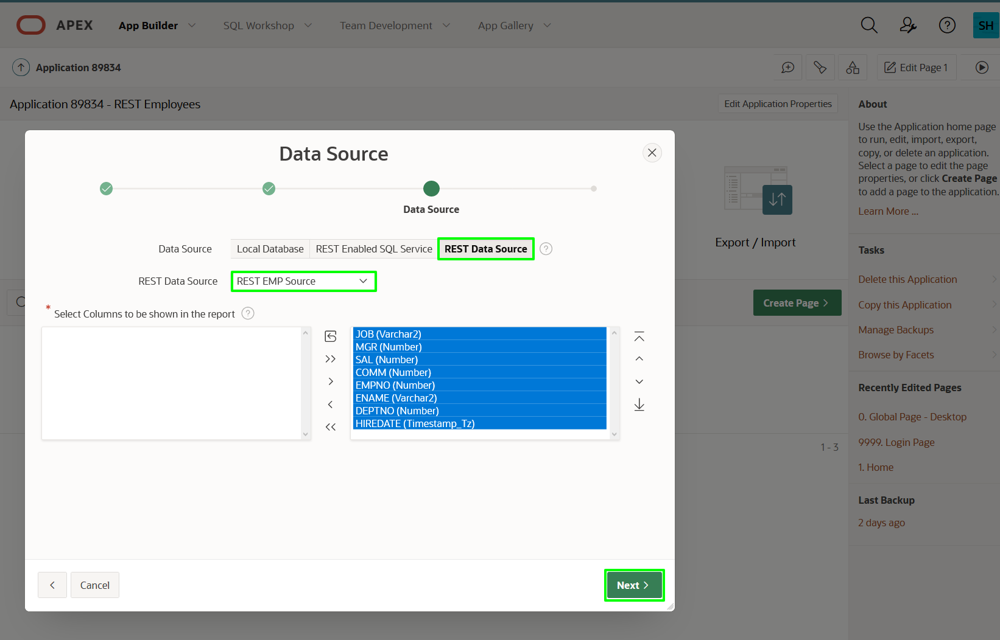 APEX
App Builder
SQL Workshop
Team Development
App Gallery
SH
Application 89834
Edit Page 1
Application 89834 - REST Employees
Edit Application Properties
Data Source
Data Source
Data Source
Local Database
REST Enabled SQL Service
REST Data Source
?
REST Data Source
REST EMP Source
* Select Columns to be shown in the report
?
JOB (Varchar2)
MGR (Number)
SAL (Number)
COMM (Number)
EMPNO (Number)
ENAME (Varchar2)
DEPTNO (Number)
HIREDATE (Timestamp_Tz)
Cancel
Next
Export / Import
Create Page
1 - 3
About
Use the Application home page
to run, edit, import, export,
copy, or delete an application.
Select a page to edit the page
properties, or click Create Page
to add a page to the application.
Learn More ...
Tasks
Delete this Application
Copy this Application
Manage Backups
Browse by Facets
Recently Edited Pages
0. Global Page - Desktop
9999. Login Page
1. Home
Last Backup
2 days ago